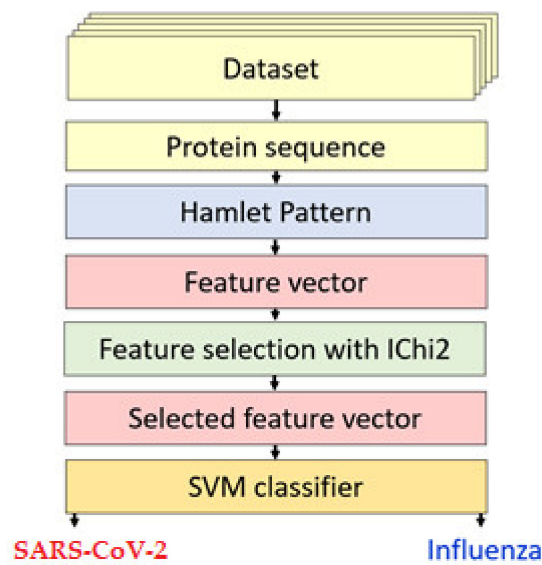 Dataset
Protein sequence
Hamlet Pattern
Feature vector
Feature selection with IChi2
Selected feature vector
SVM classifier
SARS-CoV-2 Influenza